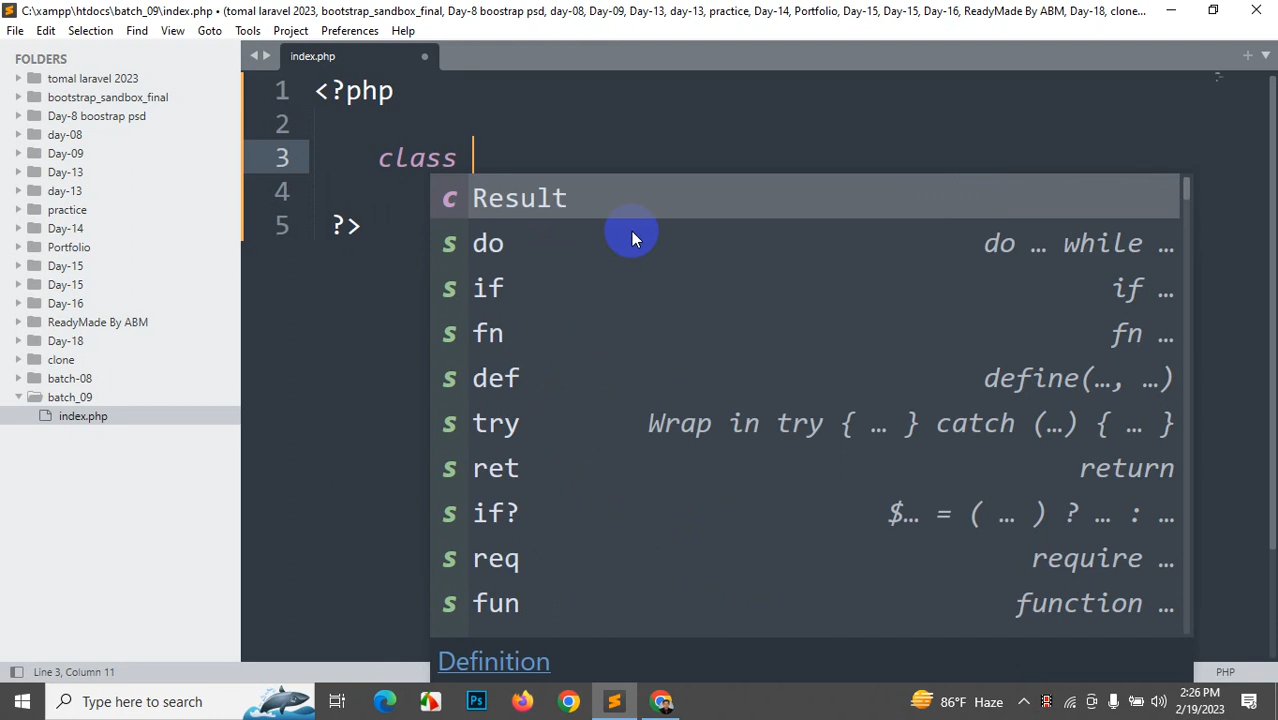 C:\xampp\htdocs\batch_09\index.php • (tomal laravel 2023, bootstrap_sandbox_final, Day-8 boostrap psd, day-08, Day-09, Day-13, day-13, practice, Day-14, Portfolio, Day-15, Day-15, Day-16, ReadyMade By ABM, Day-18, clone...
File Edit Selection Find View Goto Tools Project Preferences Help
FOLDERS
tomal laravel 2023
bootstrap_sandbox_final
Day-8 boostrap psd
day-08
Day-09
Day-13
day-13
practice
Day-14
Portfolio
Day-15
Day-15
Day-16
ReadyMade By ABM
Day-18
clone
batch-08
batch_09
index.php
index.php
1 <?php
2
3 class
4
5 ?>
c Result
s do do … while …
s if if …
s fn fn …
s def define(…, …)
s try Wrap in try { … } catch (…) { … }
s ret return
s if? $… = ( … ) ? … : …
s req require …
s fun function …
Definition
Line 3, Column 11
PHP
Type here to search
Ps
86°F Haze
2:26 PM
2/19/2023